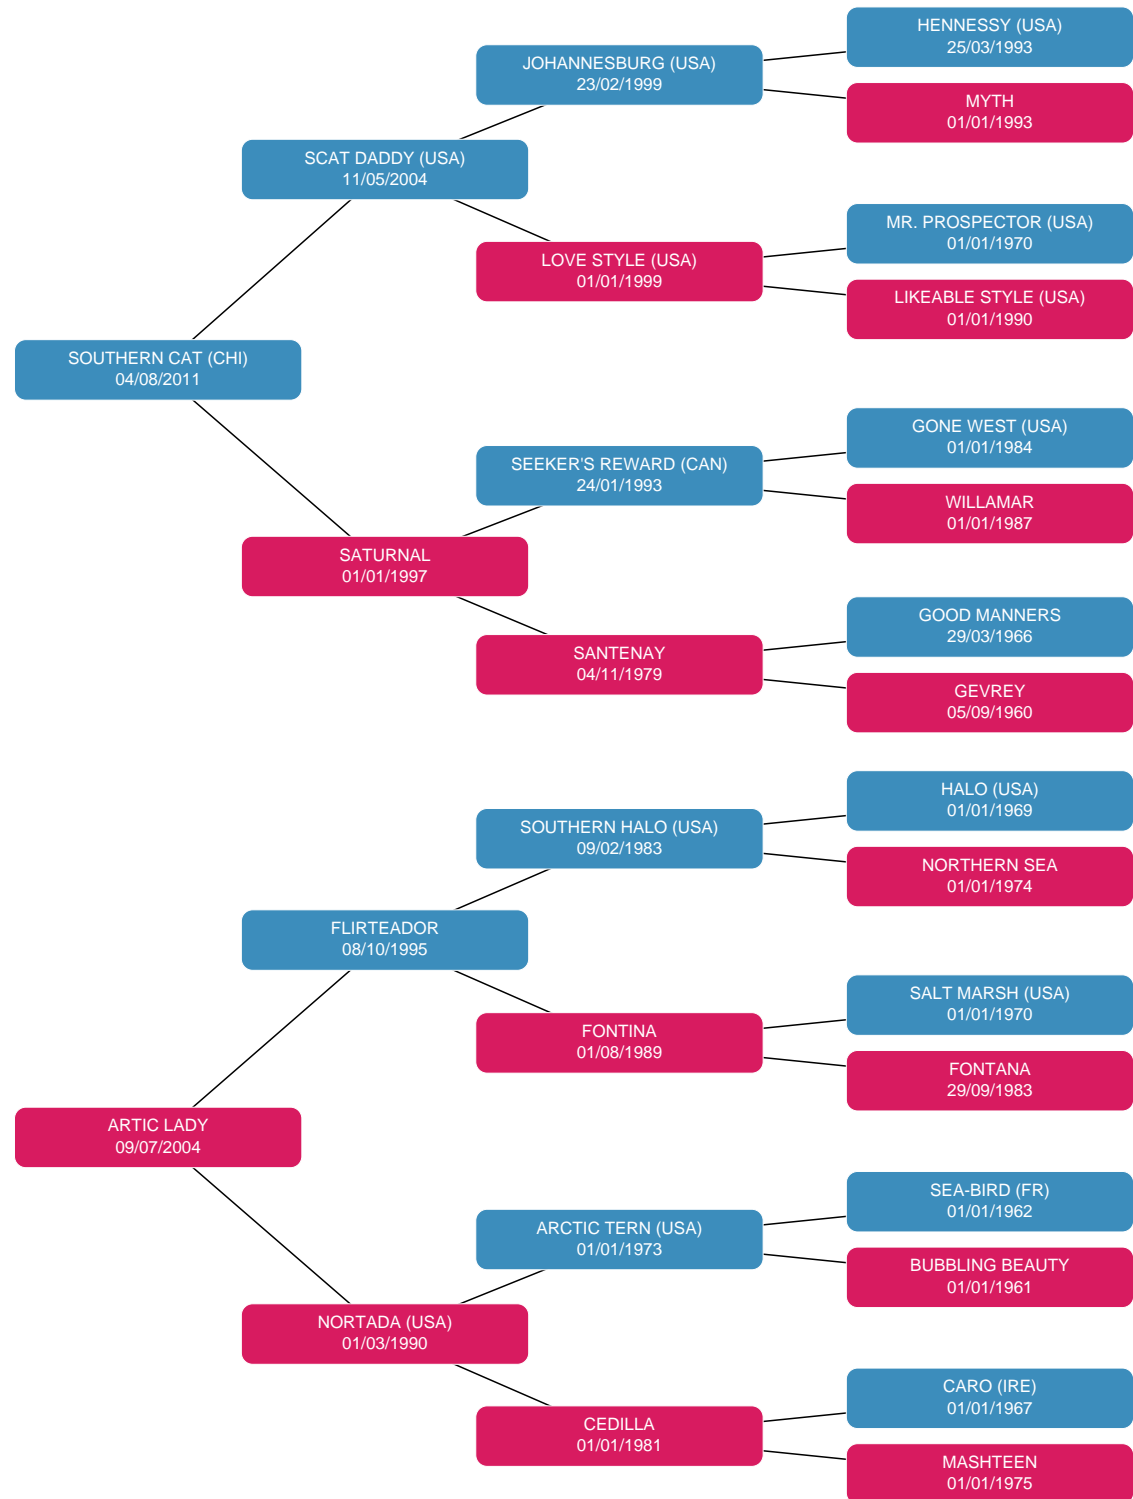 HENNESSY (USA)
25/03/1993
JOHANNESBURG (USA)
23/02/1999
MYTH
01/01/1993
SCAT DADDY (USA)
11/05/2004
MR. PROSPECTOR (USA)
01/01/1970
LOVE STYLE (USA)
01/01/1999
LIKEABLE STYLE (USA)
01/01/1990
SOUTHERN CAT (CHI)
04/08/2011
GONE WEST (USA)
01/01/1984
SEEKER'S REWARD (CAN)
24/01/1993
WILLAMAR
01/01/1987
SATURNAL
01/01/1997
GOOD MANNERS
29/03/1966
SANTENAY
04/11/1979
GEVREY
05/09/1960
HALO (USA)
01/01/1969
SOUTHERN HALO (USA)
09/02/1983
NORTHERN SEA
01/01/1974
FLIRTEADOR
08/10/1995
SALT MARSH (USA)
01/01/1970
FONTINA
01/08/1989
FONTANA
29/09/1983
ARTIC LADY
09/07/2004
SEA-BIRD (FR)
01/01/1962
ARCTIC TERN (USA)
01/01/1973
BUBBLING BEAUTY
01/01/1961
NORTADA (USA)
01/03/1990
CARO (IRE)
01/01/1967
CEDILLA
01/01/1981
MASHTEEN
01/01/1975